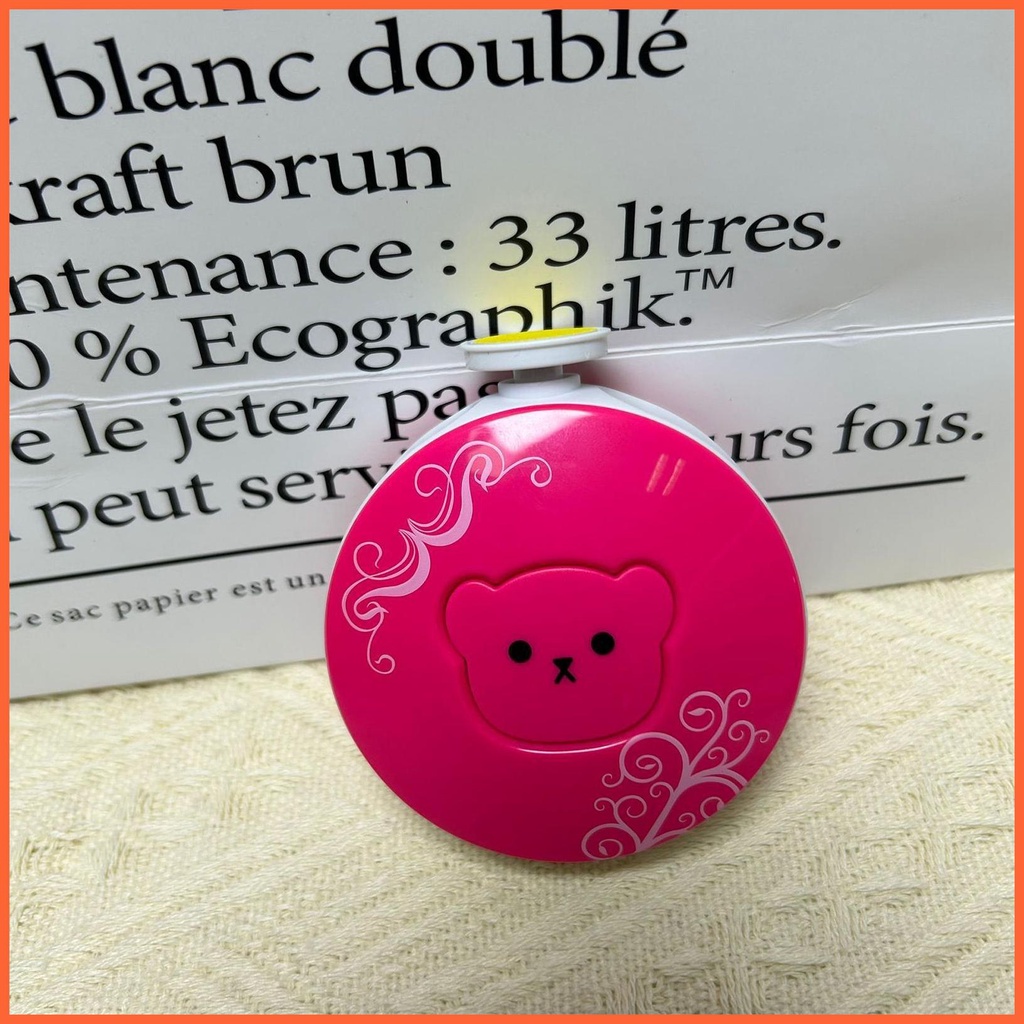 blanc doublé
kraft brun
ntenance : 33 litres.
0 % Ecographik.™
e le jetez pas
peut serv urs fois.
Ce sac papier est un